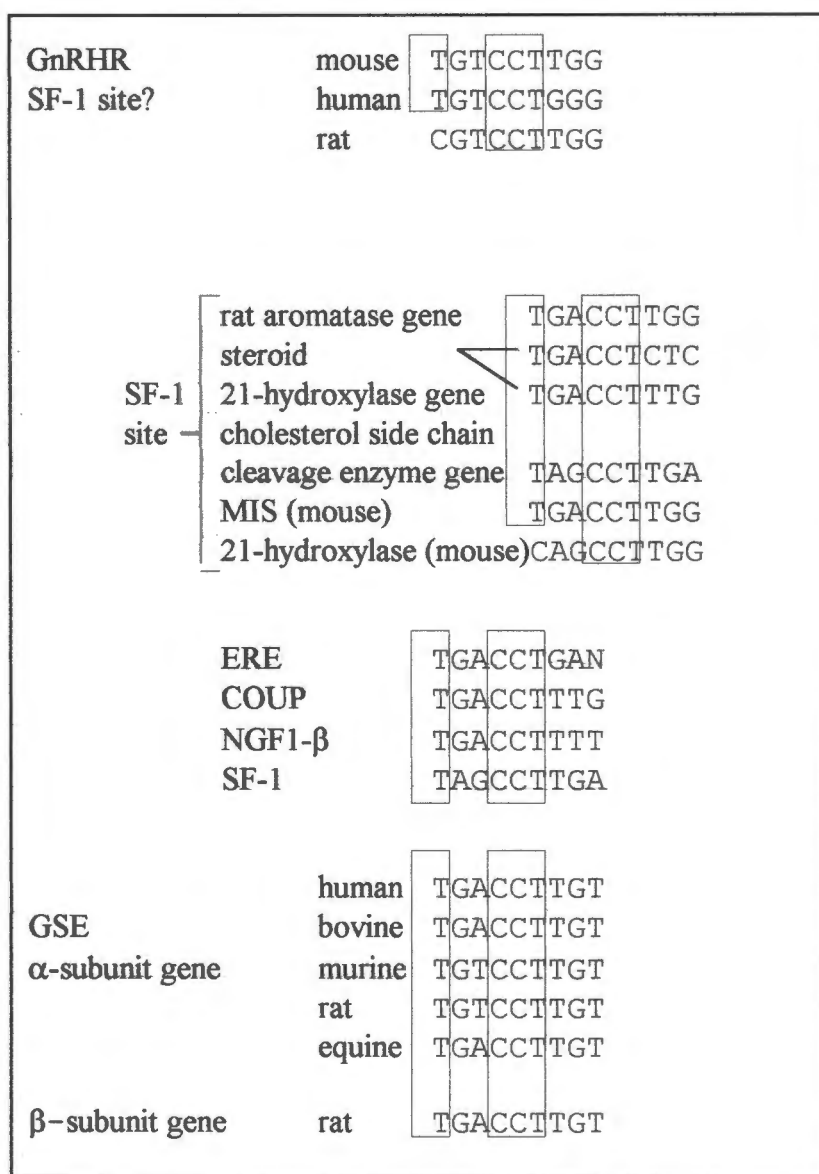 GnRHR mouse TGTCCTTGG
SF-1 site? human TGTCCTGGG
rat CGTCCTTGG
rat aromatase gene TGACCTTGG
steroid TGACCTCTC
SF-1 21-hydroxylase gene TGACCTTTG
site cholesterol side chain
cleavage enzyme gene TAGCCTTGA
MIS (mouse) TGACCTTGG
21-hydroxylase (mouse) CAGCCTTGG
ERE TGACCTGAN
COUP TGACCTTTG
NGF1-β TGACCTTTT
SF-1 TAGCCTTGA
human TGACCTTGT
GSE bovine TGACCTTGT
α-subunit gene murine TGTCCTTGT
rat TGTCCTTGT
equine TGACCTTGT
β-subunit gene rat TGACCTTGT